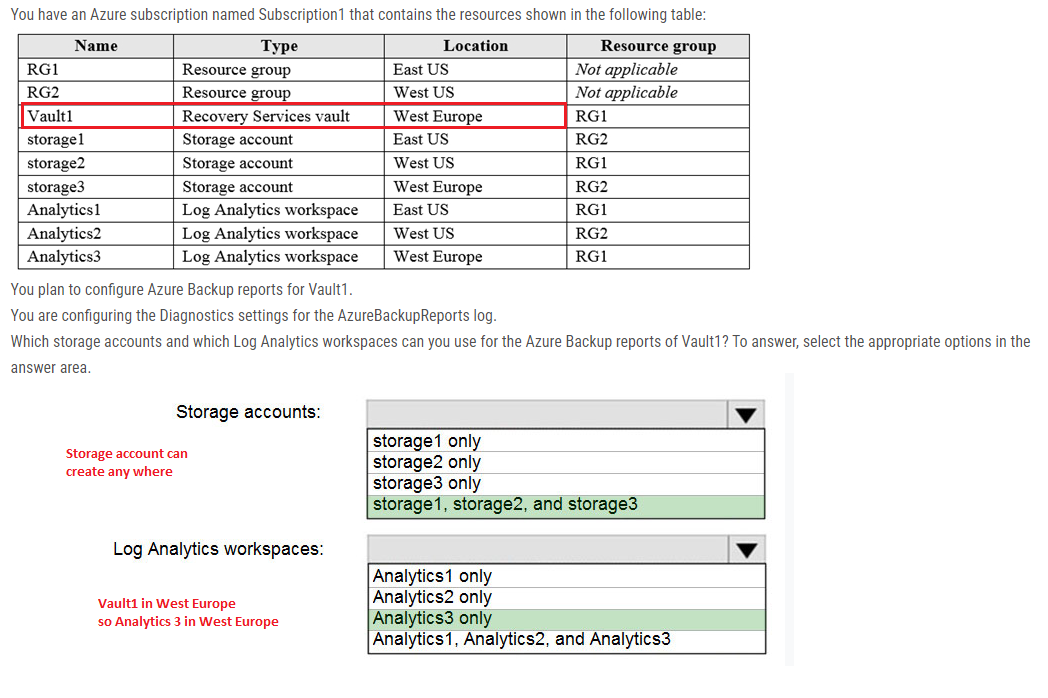 You have an Azure subscription named Subscription1 that contains the resources shown in the following table:
Name Type Location Resource group
RG1 Resource group East US Not applicable
RG2 Resource group West US Not applicable
Vault1 Recovery Services vault West Europe RG1
storage1 Storage account East US RG2
storage2 Storage account West US RG1
storage3 Storage account West Europe RG2
Analytics1 Log Analytics workspace East US RG1
Analytics2 Log Analytics workspace West US RG2
Analytics3 Log Analytics workspace West Europe RG1
You plan to configure Azure Backup reports for Vault1.
You are configuring the Diagnostics settings for the AzureBackupReports log.
Which storage accounts and which Log Analytics workspaces can you use for the Azure Backup reports of Vault1? To answer, select the appropriate options in the
answer area.
Storage accounts:
Storage account can
create any where
storage1 only
storage2 only
storage3 only
storage1, storage2, and storage3
Log Analytics workspaces:
Vault1 in West Europe
so Analytics 3 in West Europe
Analytics1 only
Analytics2 only
Analytics3 only
Analytics1, Analytics2, and Analytics3